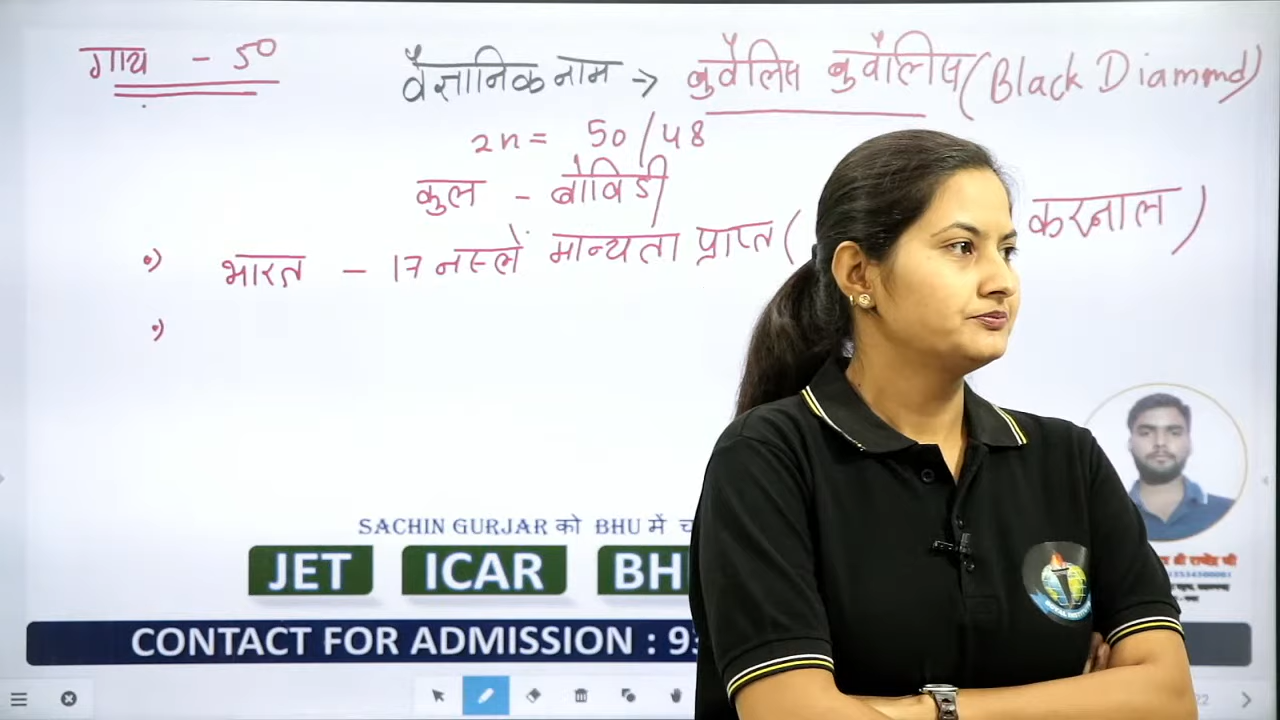 गाय - 50
वैज्ञानिक नाम → बुवैलिस बुवैलिस (Black Diamond)
2n = 50/48
कुल - बोविडी
•) भारत - 17 नस्लें मान्यता प्राप्त ( करनाल )
•)
SACHIN GURJAR को BHU में
JET ICAR
CONTACT FOR ADMISSION : 9
22